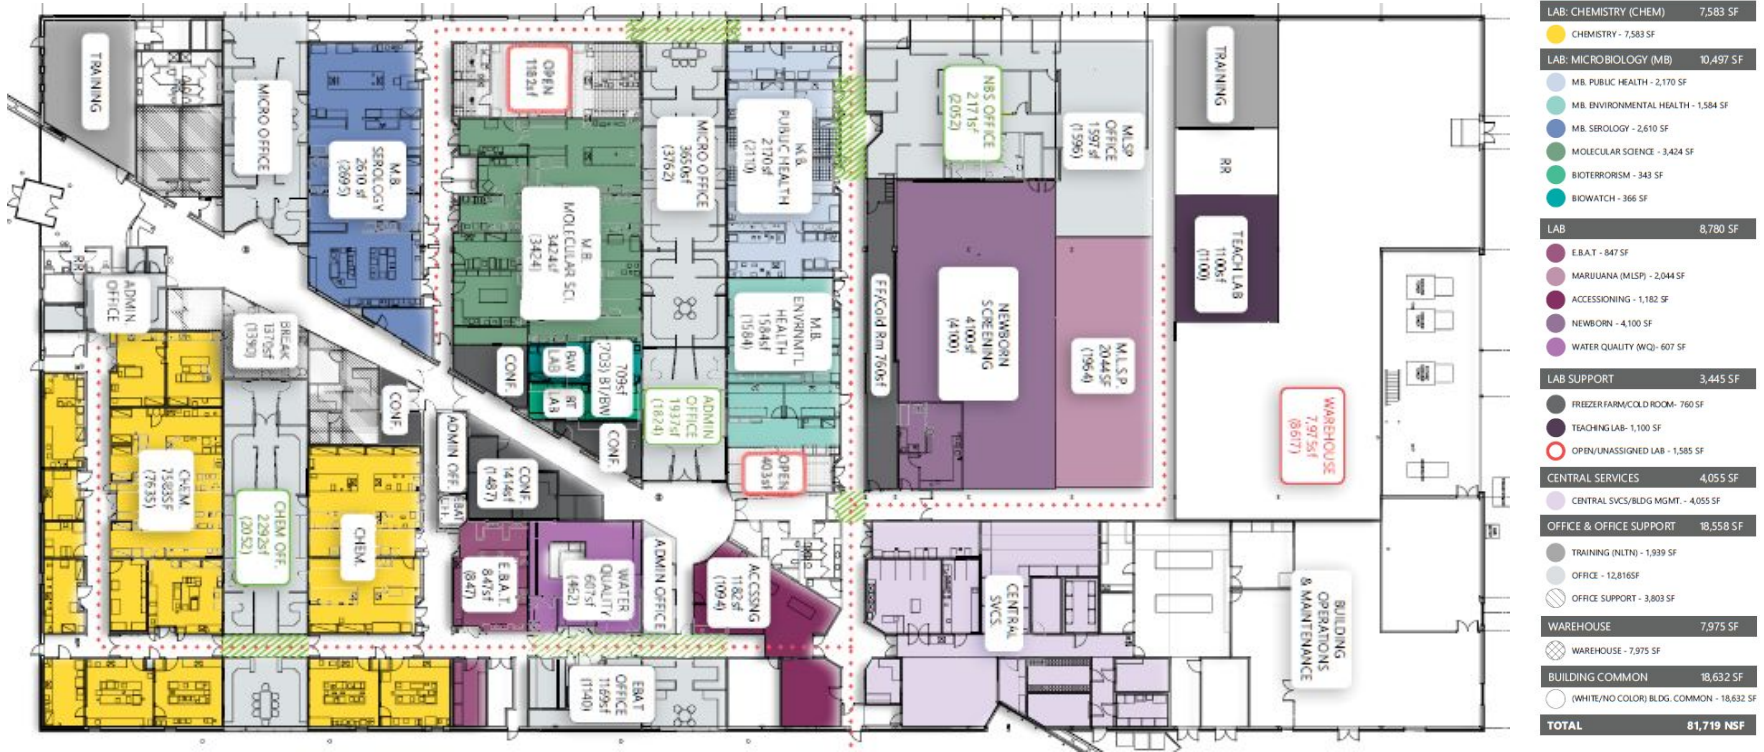 TRAINING
MICRO OFFICE
M.B.
SEROLOGY
2610 sf
(2695)
OPEN
1182sf
M.B.
MOLECULAR SCI.
3424sf
(3424)
MICRO OFFICE
3650sf
(3762)
M.B.
PUBLIC HEALTH
2170sf
(2110)
NBS OFFICE
2171sf
(2052)
MLSP
OFFICE
1597sf
(1596)
TRAINING
RR
TEACH LAB
1100sf
(1100)
RR
ADMIN.
OFFICE
BREAK
1370sf
(1390)
CONF.
CONF.
BW
LAB
BT
LAB
709sf
(703) BT/BW
CONF.
ADMIN
OFFICE
1937sf
(1824)
M.B.
ENVRNMTL
HEALTH
1584sf
(1584)
OPEN
403sf
FF/Cold Rm 760sf
NEWBORN
SCREENING
4100sf
(4100)
M.L.S.P.
2044SF
(1964)
WAREHOUSE
7,975sf
(8617)
CHEM
7583SF
(7635)
CHEM OFF.
2292sf
(2052)
CHEM.
ADMIN OFF.
CONF.
1414sf
(1487)
E.B.A.T.
847sf
(847)
WATER
QUALITY
607sf
(462)
ADMIN OFFICE
ACCSSNG
1182sf
(1094)
EBAT
OFFICE
1169sf
(1140)
CENTRAL
SVCS.
BUILDING
OPERATIONS
& MAINTENANCE
LAB: CHEMISTRY (CHEM) 7,583 SF
CHEMISTRY - 7,583 SF
LAB: MICROBIOLOGY (MB) 10,497 SF
M.B. PUBLIC HEALTH - 2,170 SF
M.B. ENVIRONMENTAL HEALTH - 1,584 SF
M.B. SEROLOGY - 2,610 SF
MOLECULAR SCIENCE - 3,424 SF
BIOTERRORISM - 343 SF
BIOWATCH - 366 SF
LAB 8,780 SF
E.B.A.T - 847 SF
MARIJUANA (MLSP) - 2,044 SF
ACCESSIONING - 1,182 SF
NEWBORN - 4,100 SF
WATER QUALITY (WQ)- 607 SF
LAB SUPPORT 3,445 SF
FREEZER FARM/COLD ROOM- 760 SF
TEACHING LAB- 1,100 SF
OPEN/UNASSIGNED LAB - 1,585 SF
CENTRAL SERVICES 4,055 SF
CENTRAL SVCS/BLDG MGMT. - 4,055 SF
OFFICE & OFFICE SUPPORT 18,558 SF
TRAINING (NLTN) - 1,939 SF
OFFICE - 12,816SF
OFFICE SUPPORT - 3,803 SF
WAREHOUSE 7,975 SF
WAREHOUSE - 7,975 SF
BUILDING COMMON 18,632 SF
(WHITE/NO COLOR) BLDG. COMMON - 18,632 SF
TOTAL 81,719 NSF